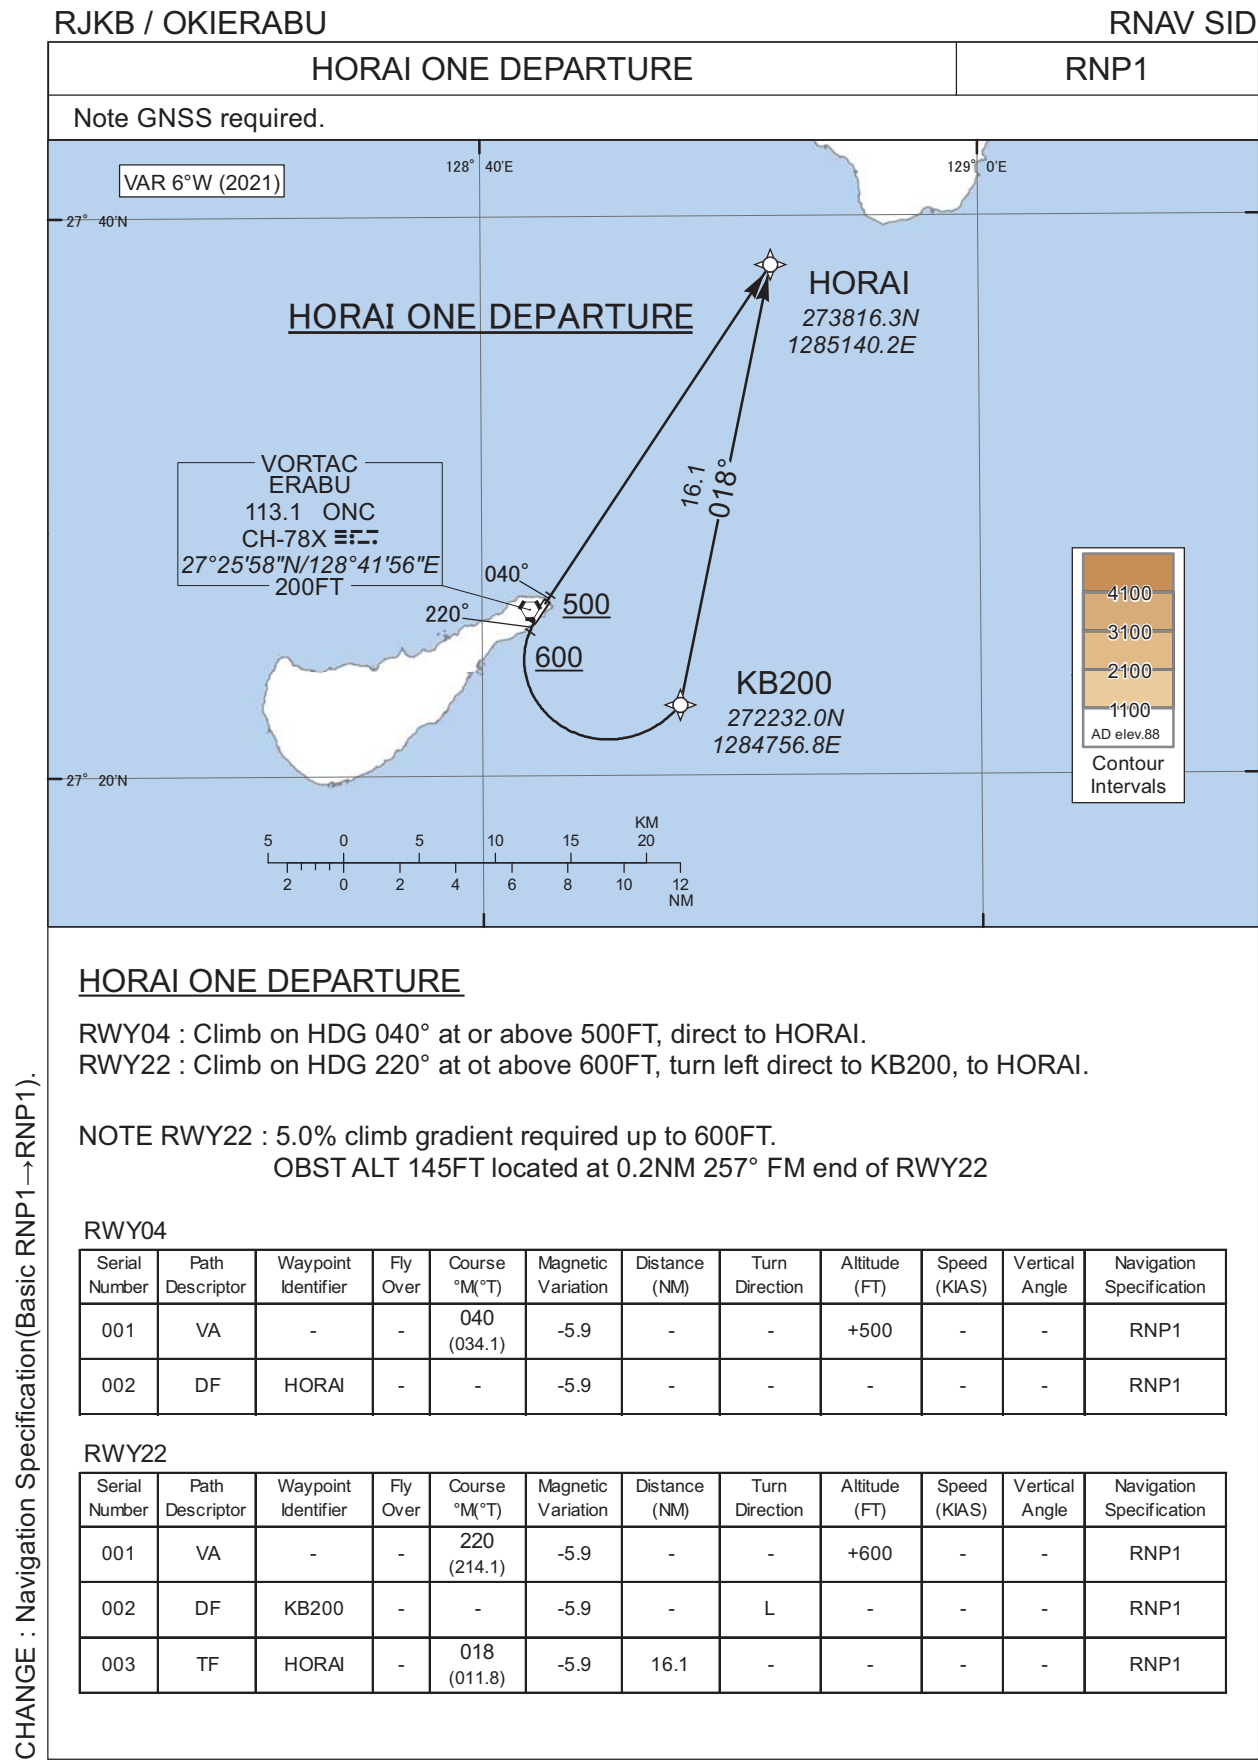 RJKB / OKIERABU
RNAV SID
HORAI ONE DEPARTURE
RNP1
Note GNSS required.
VAR 6°W (2021)
128° 40'E
129° 0'E
27° 40'N
HORAI
273816.3N
1285140.2E
HORAI ONE DEPARTURE
16.1
018°
VORTAC
ERABU
113.1 ONC
CH-78X
27°25'58"N/128°41'56"E
200FT
040°
500
220°
600
KB200
272232.0N
1284756.8E
4100
3100
2100
1100
AD elev.88
Contour
Intervals
27° 20'N
KM
5 0 5 10 15 20
2 0 2 4 6 8 10 12
NM
HORAI ONE DEPARTURE
RWY04 : Climb on HDG 040° at or above 500FT, direct to HORAI.
RWY22 : Climb on HDG 220° at ot above 600FT, turn left direct to KB200, to HORAI.
NOTE RWY22 : 5.0% climb gradient required up to 600FT.
OBST ALT 145FT located at 0.2NM 257° FM end of RWY22
RWY04
Serial Path Waypoint Fly Course Magnetic Distance Turn Altitude Speed Vertical Navigation
Number Descriptor Identifier Over °M(°T) Variation (NM) Direction (FT) (KIAS) Angle Specification
001 VA - - 040 (034.1) -5.9 - - +500 - - RNP1
002 DF HORAI - - -5.9 - - - - - RNP1
RWY22
Serial Path Waypoint Fly Course Magnetic Distance Turn Altitude Speed Vertical Navigation
Number Descriptor Identifier Over °M(°T) Variation (NM) Direction (FT) (KIAS) Angle Specification
001 VA - - 220 (214.1) -5.9 - - +600 - - RNP1
002 DF KB200 - - -5.9 - L - - - RNP1
003 TF HORAI - 018 (011.8) -5.9 16.1 - - - - RNP1
CHANGE : Navigation Specification(Basic RNP1→RNP1).